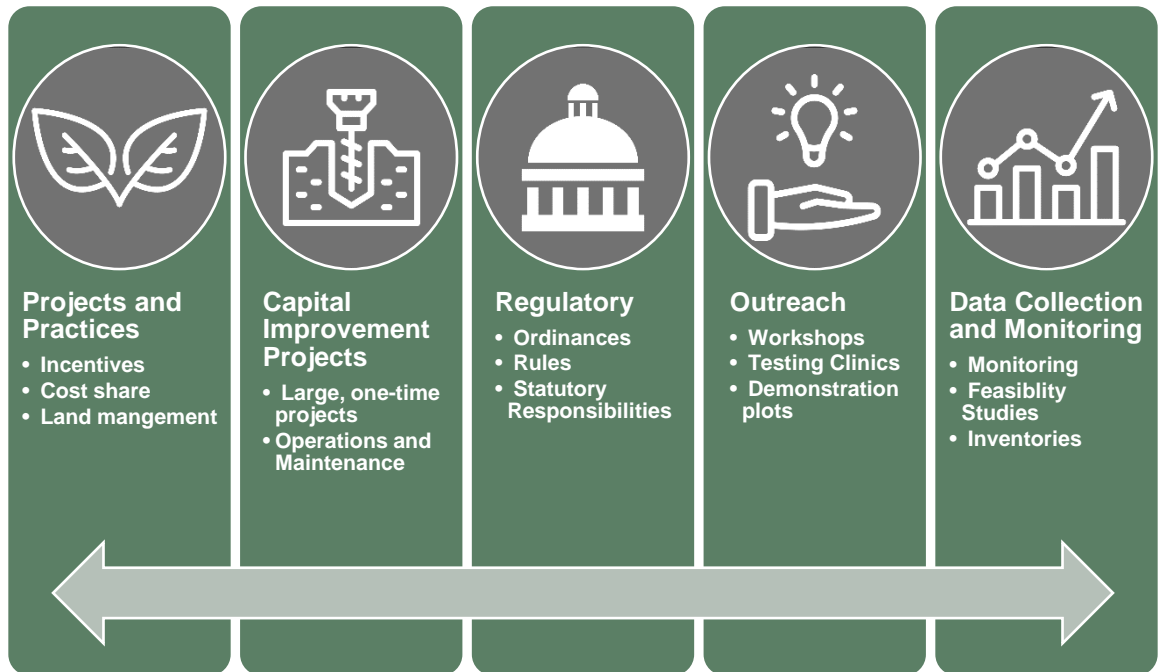 Projects and
Practices
• Incentives
• Cost share
• Land mangement
Capital
Improvement
Projects
• Large, one-time
projects
• Operations and
Maintenance
Regulatory
• Ordinances
• Rules
• Statutory
Responsibilities
Outreach
• Workshops
• Testing Clinics
• Demonstration
plots
Data Collection
and Monitoring
• Monitoring
• Feasiblity
Studies
• Inventories